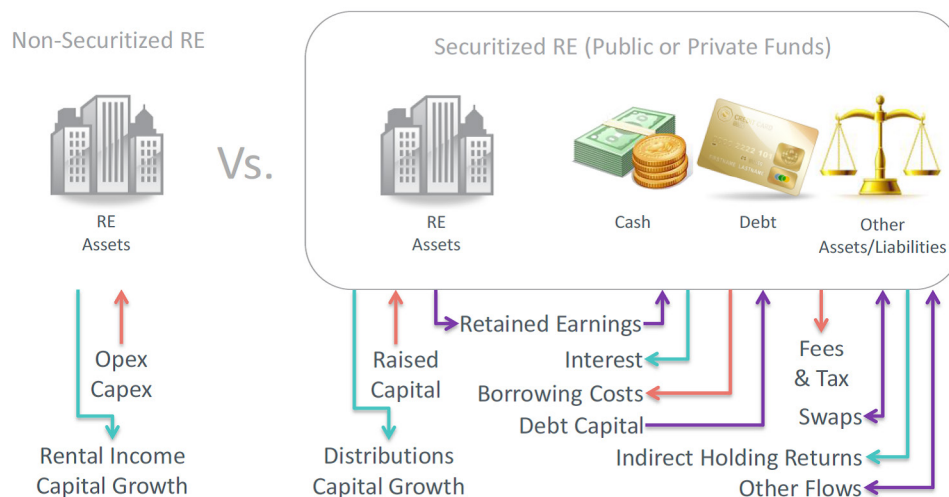 Non-Securitized RE
Securitized RE (Public or Private Funds)
Vs.
RE
Assets
RE
Assets
Cash
Debt
Other
Assets/Liabilities
Opex
Capex
Rental Income
Capital Growth
Raised
Capital
Distributions
Capital Growth
Retained Earnings
Interest
Borrowing Costs
Debt Capital
Fees
& Tax
Swaps
Indirect Holding Returns
Other Flows